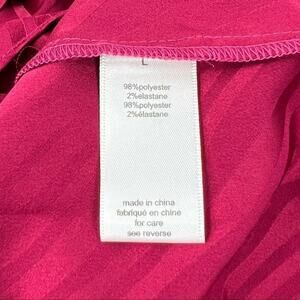 L
98%polyester
2%elastane
98%polyester
2%élastane
made in china
fabriqué en chine
for care
see reverse